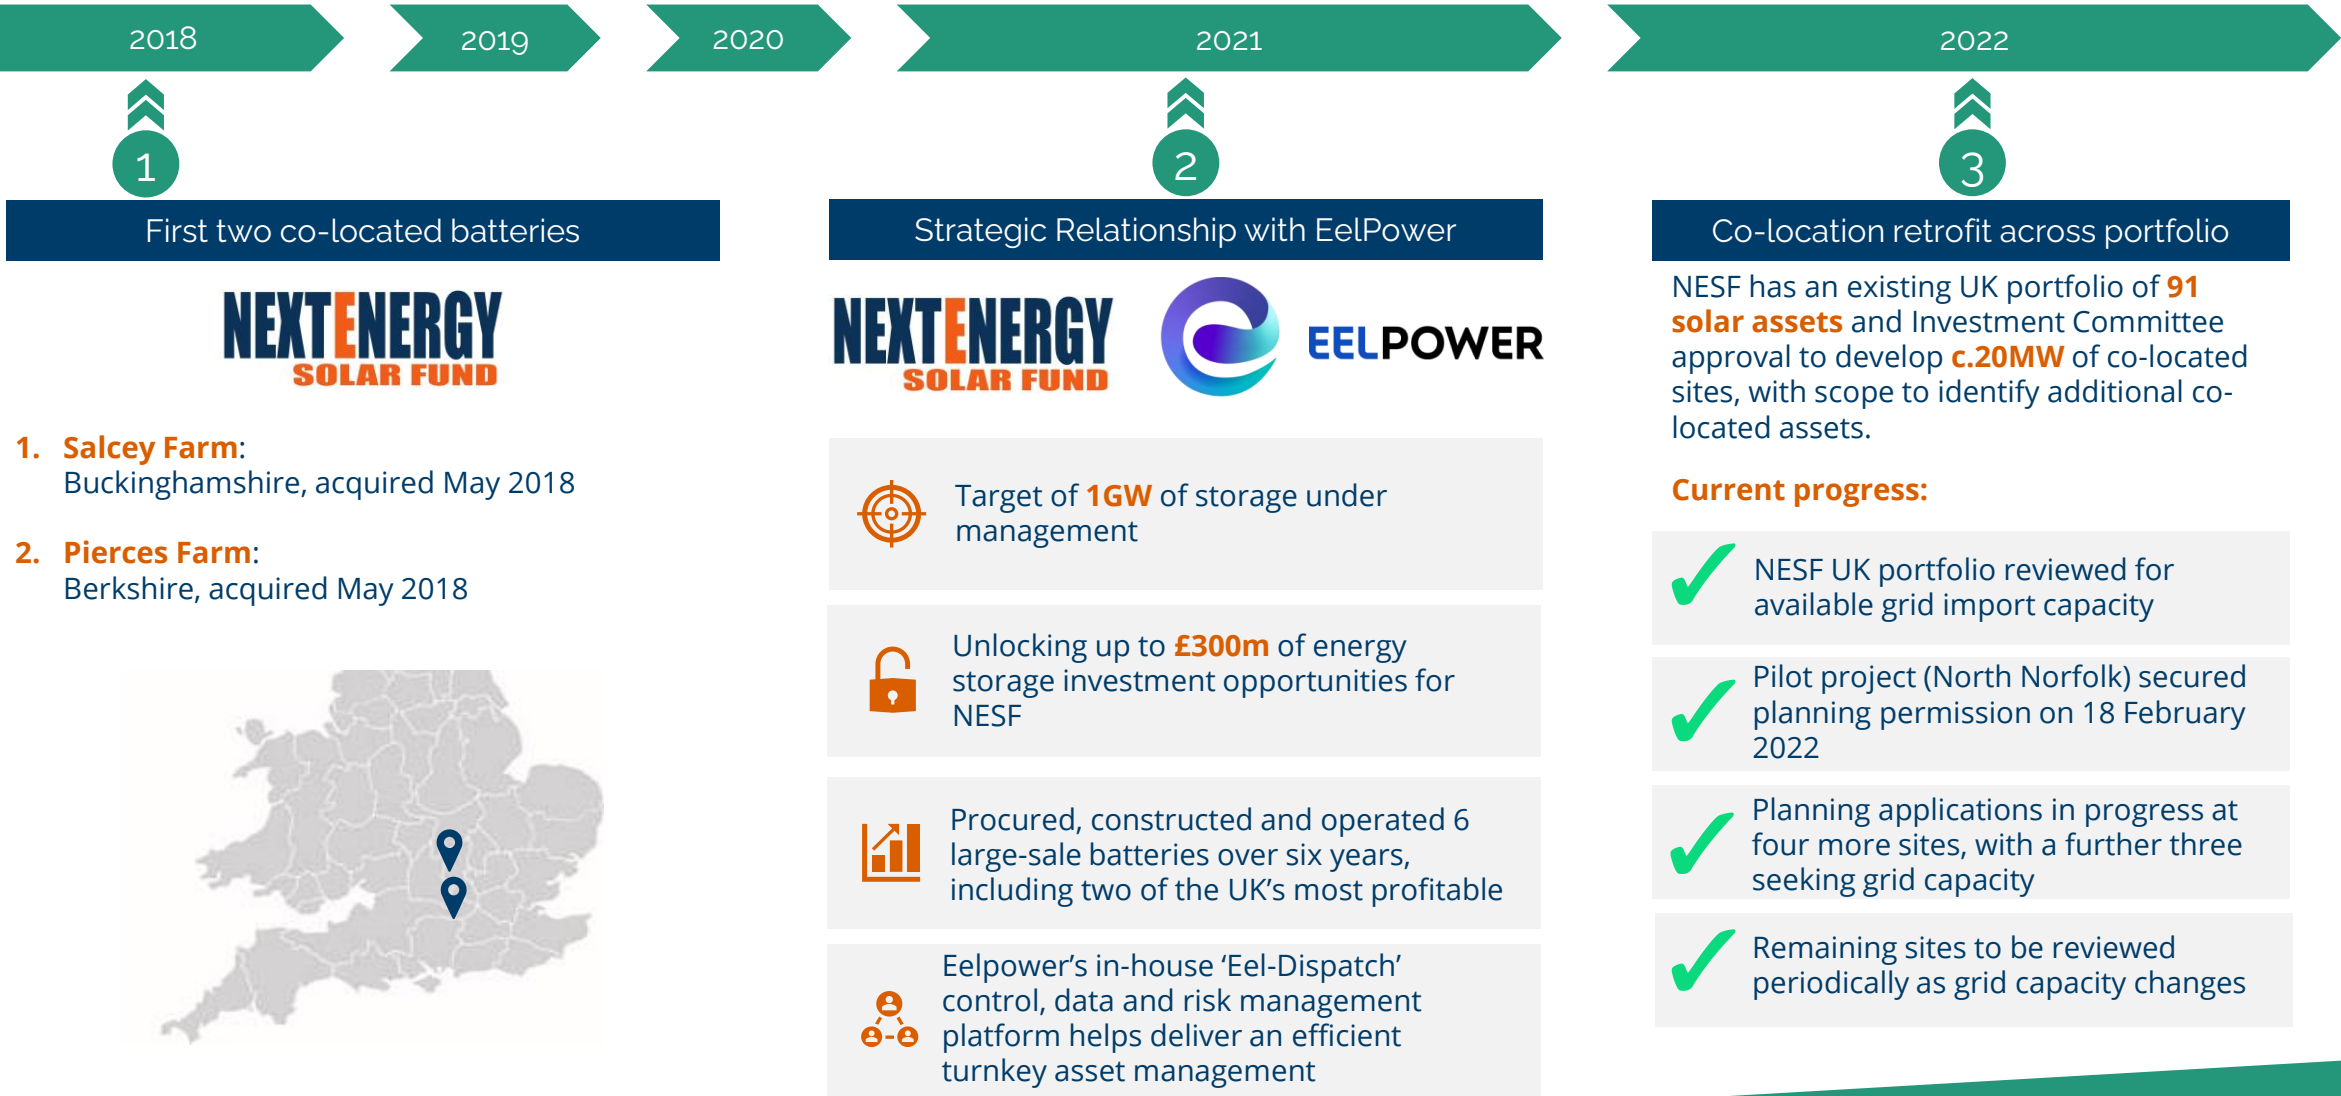 2018
2019
2020
2021
2022
1
2
3
First two co-located batteries
NEXTENERGY
SOLAR FUND
1. Salcey Farm:
Buckinghamshire, acquired May 2018
2. Pierces Farm:
Berkshire, acquired May 2018
Strategic Relationship with EelPower
NEXTENERGY
SOLAR FUND
EELPOWER
Target of 1GW of storage under
management
Unlocking up to £300m of energy
storage investment opportunities for
NESF
Procured, constructed and operated 6
large-sale batteries over six years,
including two of the UK’s most profitable
Eelpower’s in-house ‘Eel-Dispatch’
control, data and risk management
platform helps deliver an efficient
turnkey asset management
Co-location retrofit across portfolio
NESF has an existing UK portfolio of 91
solar assets and Investment Committee
approval to develop c.20MW of co-located
sites, with scope to identify additional co-
located assets.
Current progress:
NESF UK portfolio reviewed for
available grid import capacity
Pilot project (North Norfolk) secured
planning permission on 18 February
2022
Planning applications in progress at
four more sites, with a further three
seeking grid capacity
Remaining sites to be reviewed
periodically as grid capacity changes